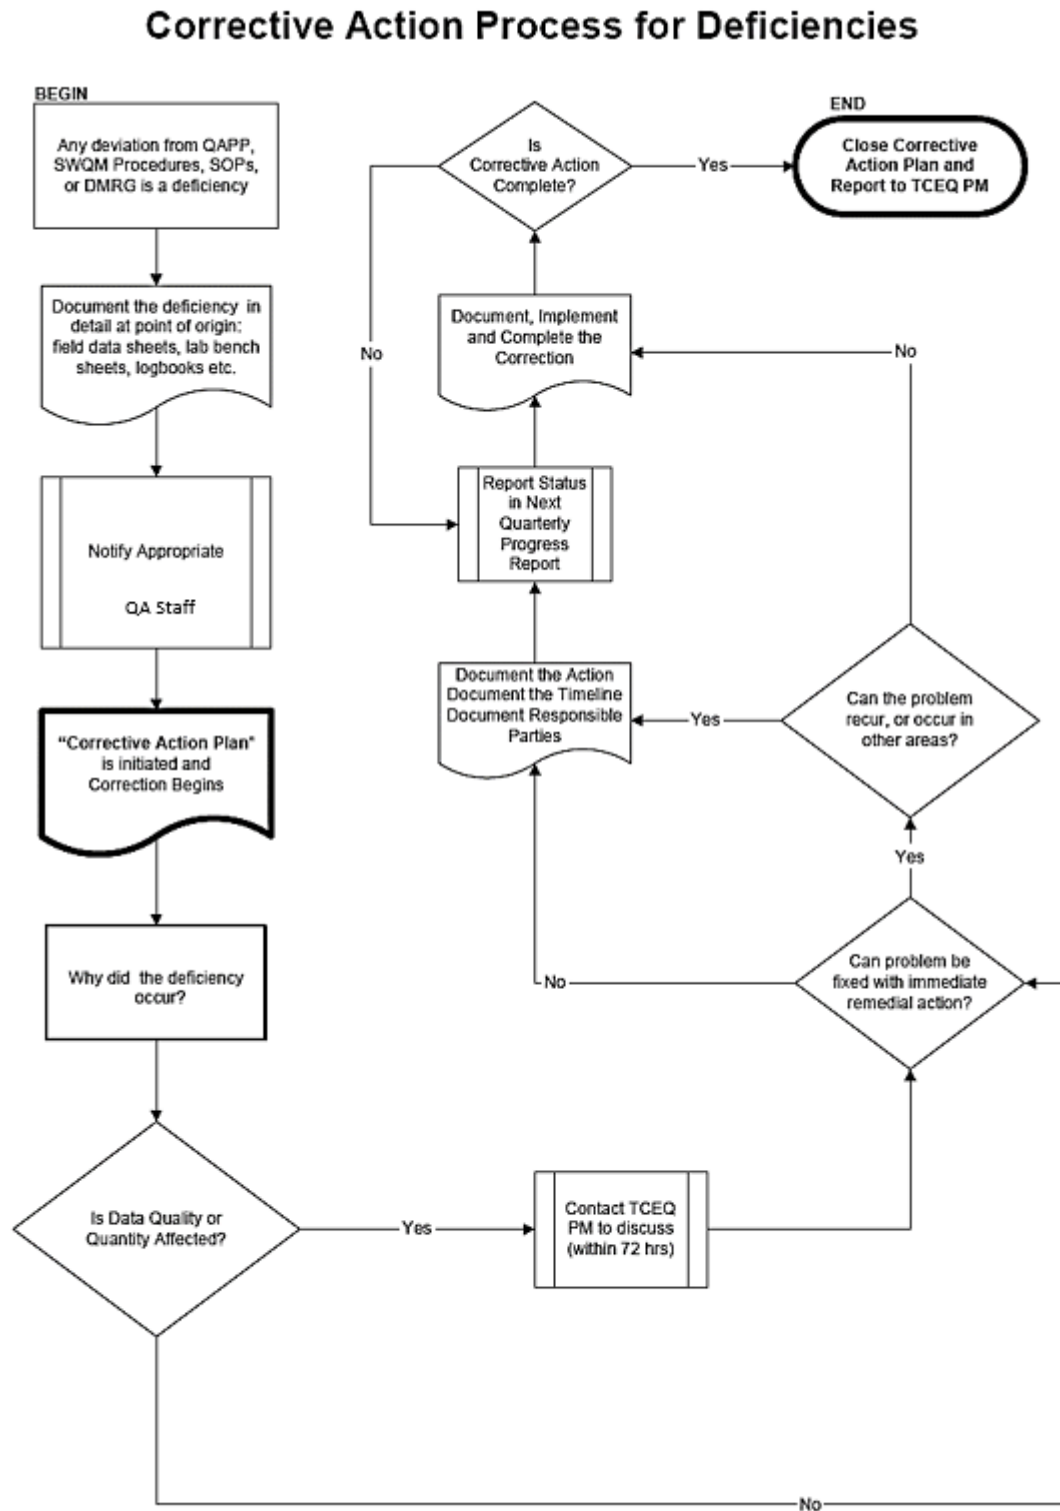 Corrective Action Process for Deficiencies
BEGIN
Any deviation from QAPP,
SWQM Procedures, SOPs,
or DMRG is a deficiency
Document the deficiency in
detail at point of origin:
field data sheets, lab bench
sheets, logbooks etc.
Notify Appropriate
QA Staff
“Corrective Action Plan”
is initiated and
Correction Begins
Why did the deficiency
occur?
Is Data Quality or
Quantity Affected?
Yes
No
Contact TCEQ
PM to discuss
(within 72 hrs)
Can problem be
fixed with immediate
remedial action?
No
Yes
Can the problem
recur, or occur in
other areas?
Yes
No
Document the Action
Document the Timeline
Document Responsible
Parties
Report Status
in Next
Quarterly
Progress
Report
Document, Implement
and Complete the
Correction
Is
Corrective Action
Complete?
No
Yes
END
Close Corrective
Action Plan and
Report to TCEQ PM